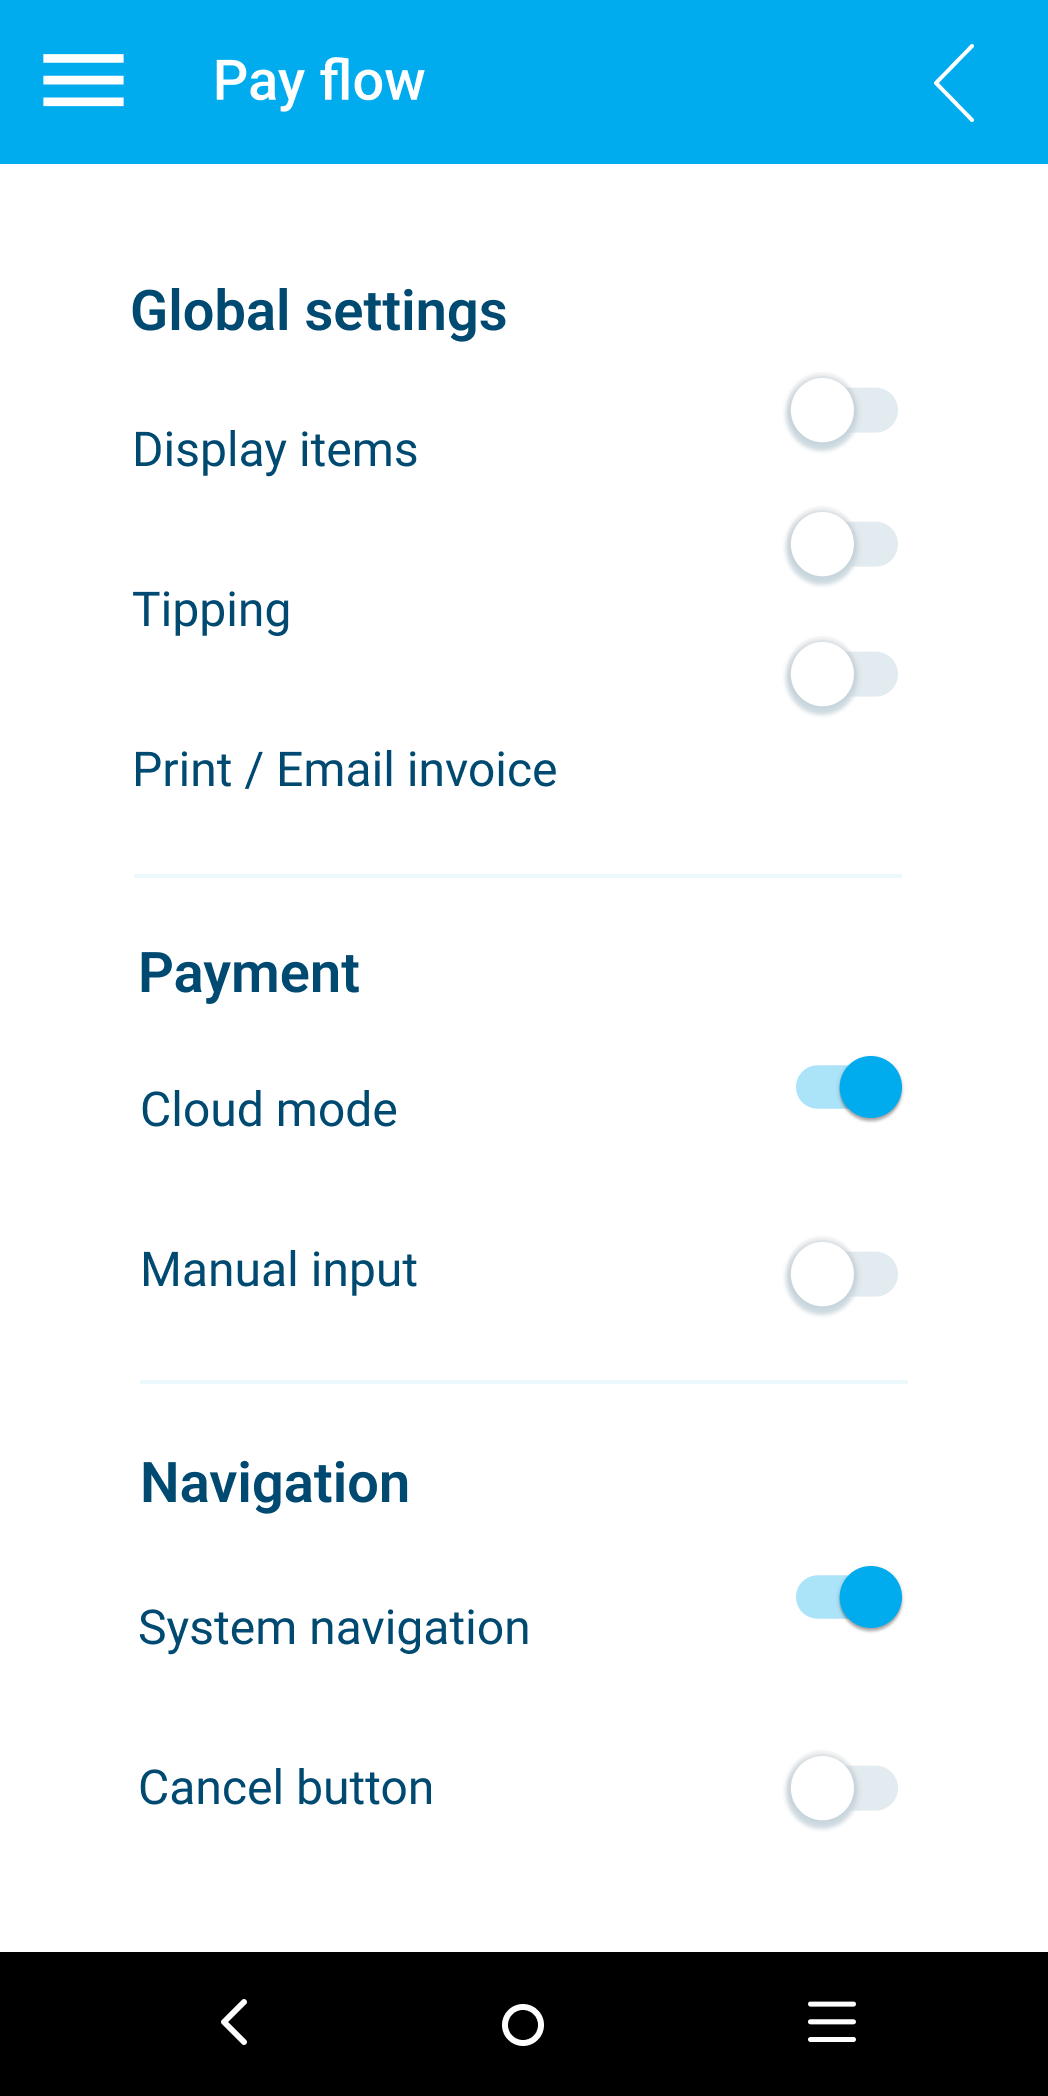 Pay flow
Global settings
Display items
Tipping
Print / Email invoice
Payment
Cloud mode
Manual input
Navigation
System navigation
Cancel button